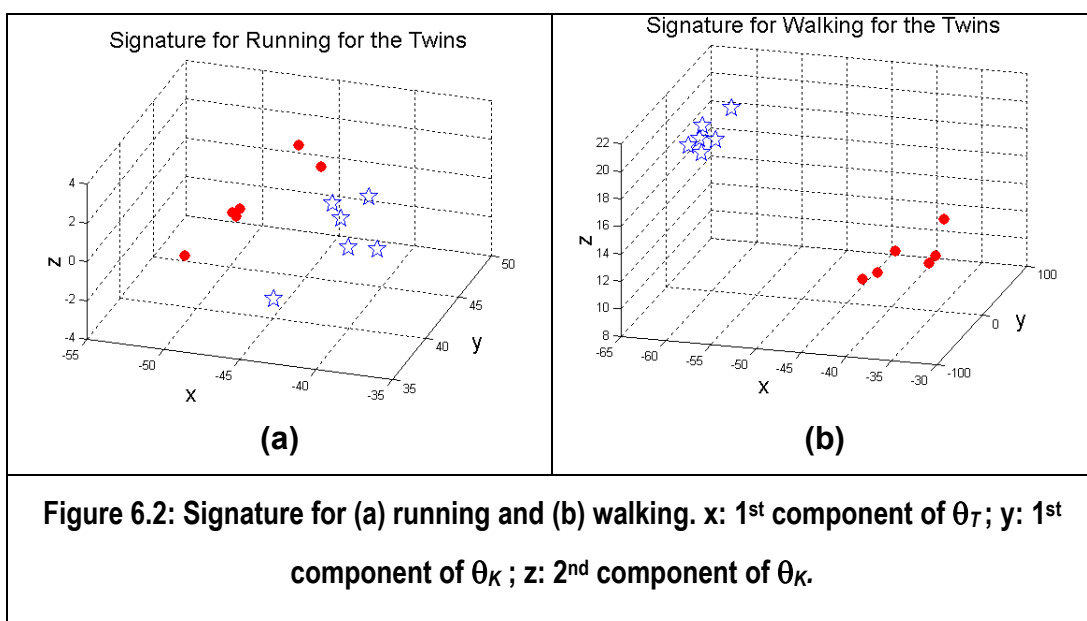 Signature for Running for the Twins
4
2
0
-2
-4
z
-55
-50
-45
-40
-35
x
35
40
45
50
y
(a)
Signature for Walking for the Twins
22
20
18
16
14
12
10
8
z
-65
-60
-55
-50
-45
-40
-35
-30
x
-100
0
100
y
(b)
Figure 6.2: Signature for (a) running and (b) walking. x: 1st component of θT; y: 1st
component of θK; z: 2nd component of θK.